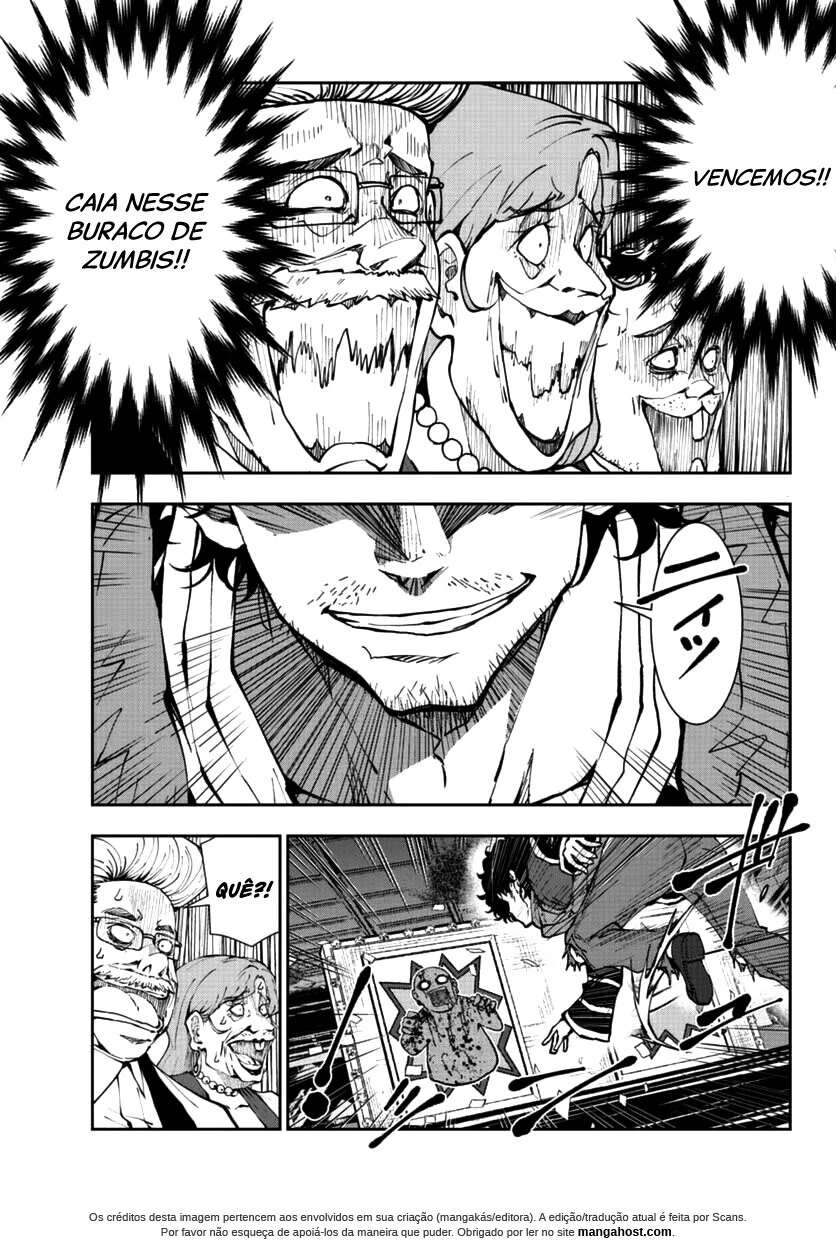 VENCEMOS!!
CAIA NESSE
BURACO DE
ZUMBIS!!
ニィッ
QUÊ?!
Os créditos desta imagem pertencem aos envolvidos em sua criação (mangakás/editora). A edição/tradução atual é feita por Scans.
Por favor não esqueça de apoiá-los da maneira que puder. Obrigado por ler no site mangahost.com.